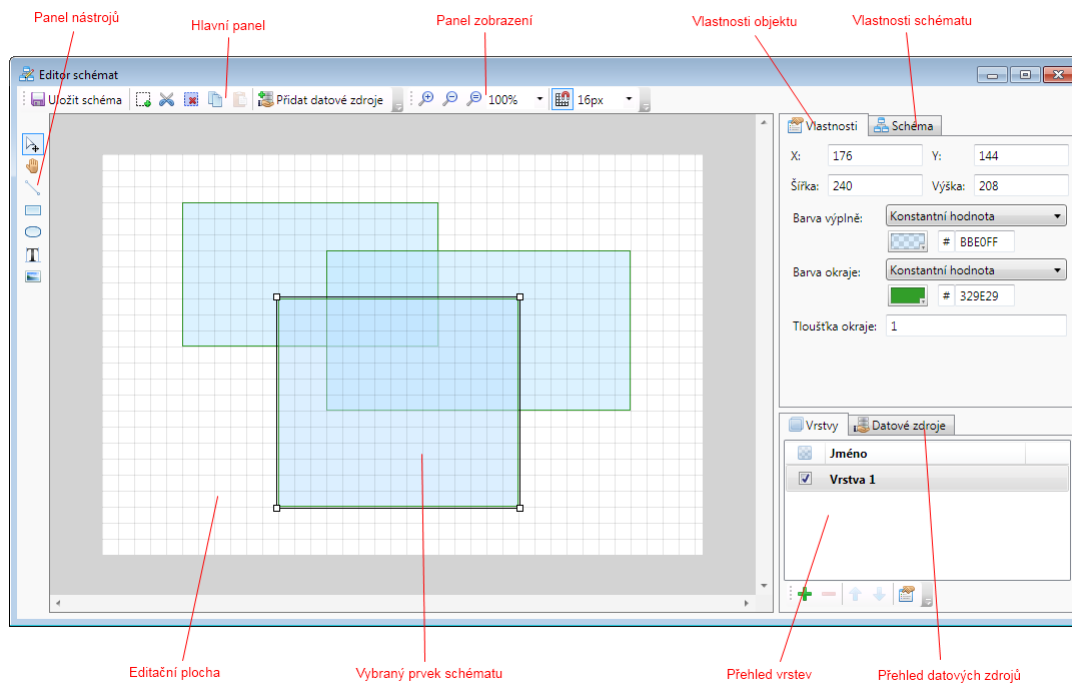 Panel nástrojů
Hlavní panel
Panel zobrazení
Vlastnosti objektu
Vlastnosti schématu
Editor schémat
Uložit schéma
Přidat datové zdroje
100%
16px
Vlastnosti
Schéma
X: 176 Y: 144
Šířka: 240 Výška: 208
Barva výplně: Konstantní hodnota
# BBE0FF
Barva okraje: Konstantní hodnota
# 329E29
Tloušťka okraje: 1
Vrstvy
Datové zdroje
Jméno
Vrstva 1
Editační plocha
Vybraný prvek schématu
Přehled vrstev
Přehled datových zdrojů